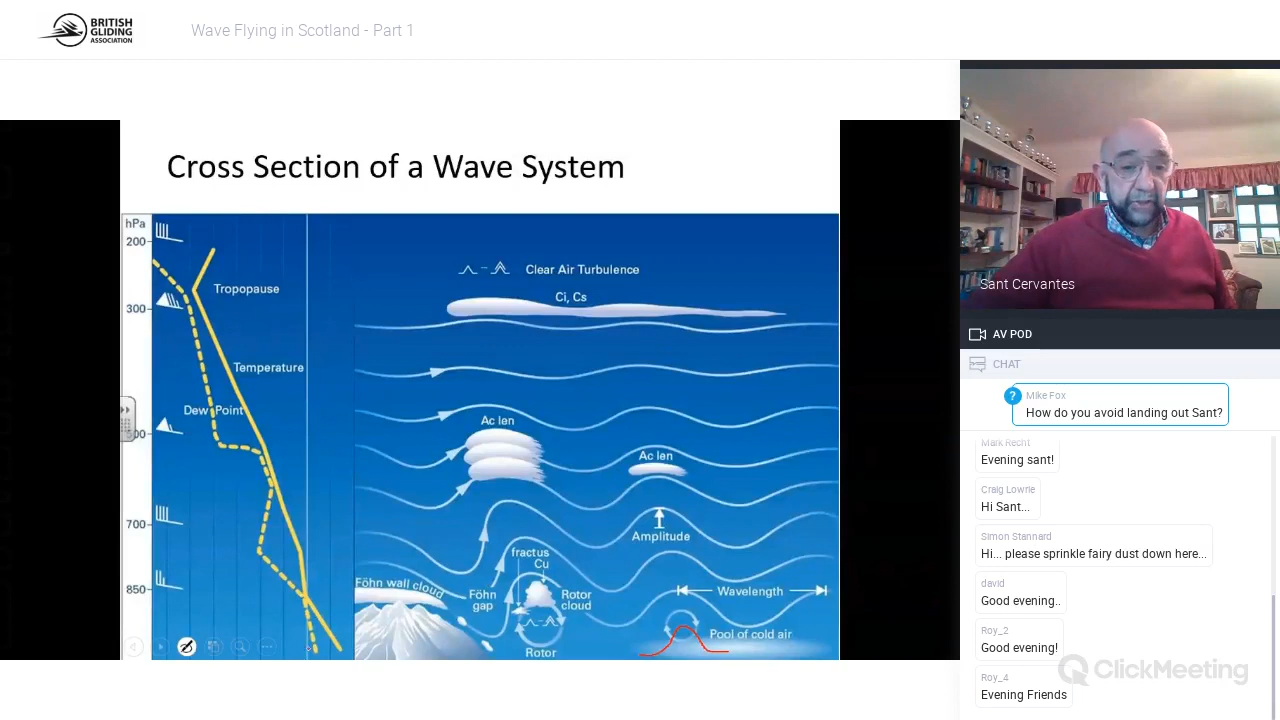 BRITISH
GLIDING
ASSOCIATION
Wave Flying in Scotland - Part 1
Cross Section of a Wave System
hPa
200
300
700
850
Tropopause
Temperature
Dew Point
Clear Air Turbulence
Ci, Cs
Ac len
Ac len
Amplitude
fractus
Cu
Föhn wall cloud
Föhn
gap
Rotor
cloud
Wavelength
Pool of cold air
Rotor
Sant Cervantes
AV POD
CHAT
?
Mike Fox
How do you avoid landing out Sant?
Mark Recht
Evening sant!
Craig Lowrie
Hi Sant...
Simon Stannard
Hi... please sprinkle fairy dust down here...
david
Good evening..
Roy_2
Good evening!
Roy_4
Evening Friends
ClickMeeting